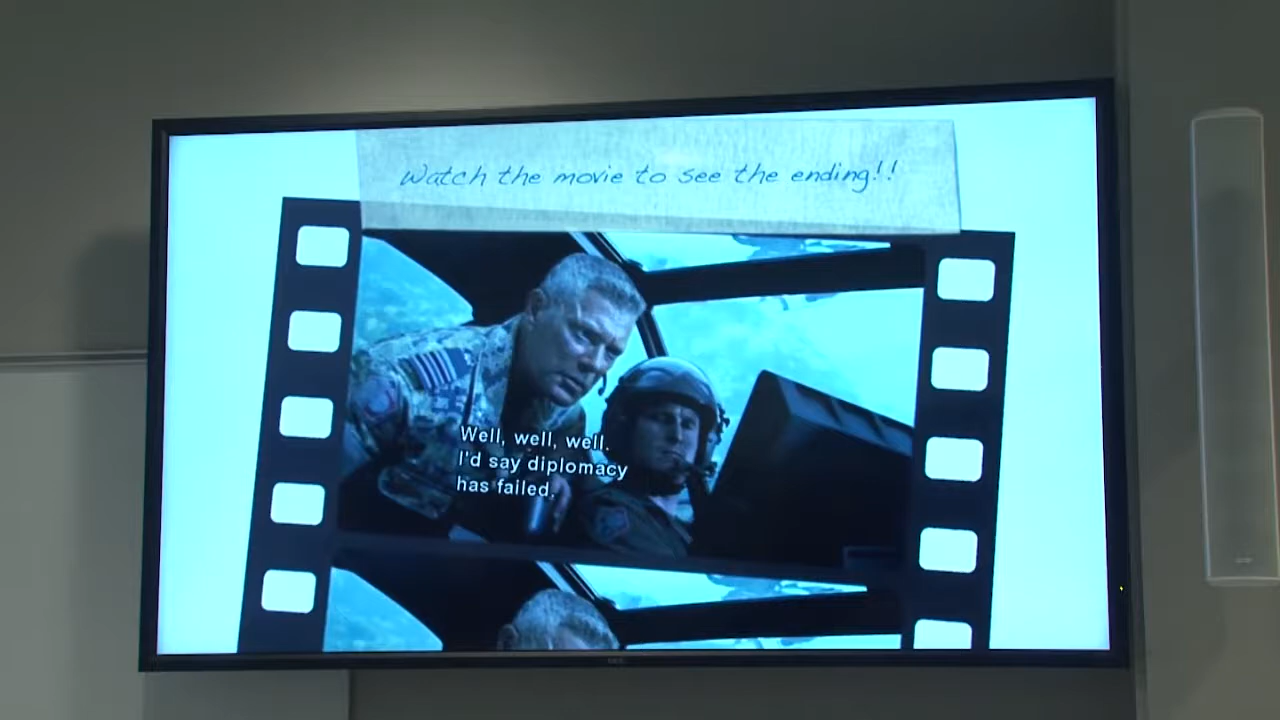 Watch the movie to see the ending!!
Well, well, well.
I'd say diplomacy
has failed.